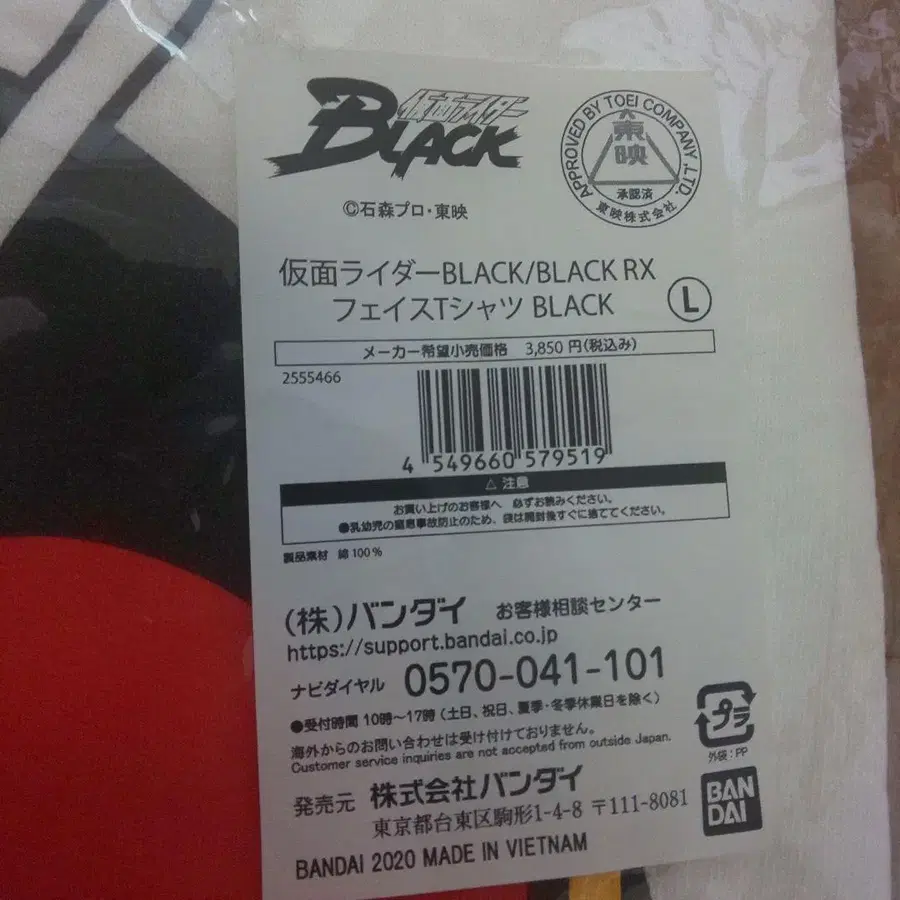 仮面ライダー
BLACK
©石森プロ・東映
APPROVED BY TOEI COMPANY, LTD.
東映
承認済
東映株式会社
仮面ライダーBLACK/BLACK RX
フェイスTシャツ BLACK
L
メーカー希望小売価格 3,850 円(税込み)
2555466
4 549660 579519
⚠ 注意
お買い上げのお客様へ 必ずお読みください。
●乳幼児の窒息事故防止のため、袋は開封後すぐに捨ててください。
製品素材 綿 100 %
(株)バンダイ お客様相談センター
https://support.bandai.co.jp
ナビダイヤル 0570-041-101
●受付時間 10時～17時 (土日、祝日、夏季・冬季休業日を除く)
海外からのお問い合わせは受け付けておりません。
Customer service inquiries are not accepted from outside Japan.
プラ
外袋：PP
発売元 株式会社バンダイ
東京都台東区駒形1-4-8 〒111-8081
BANDAI 2020 MADE IN VIETNAM
BAN
DAI